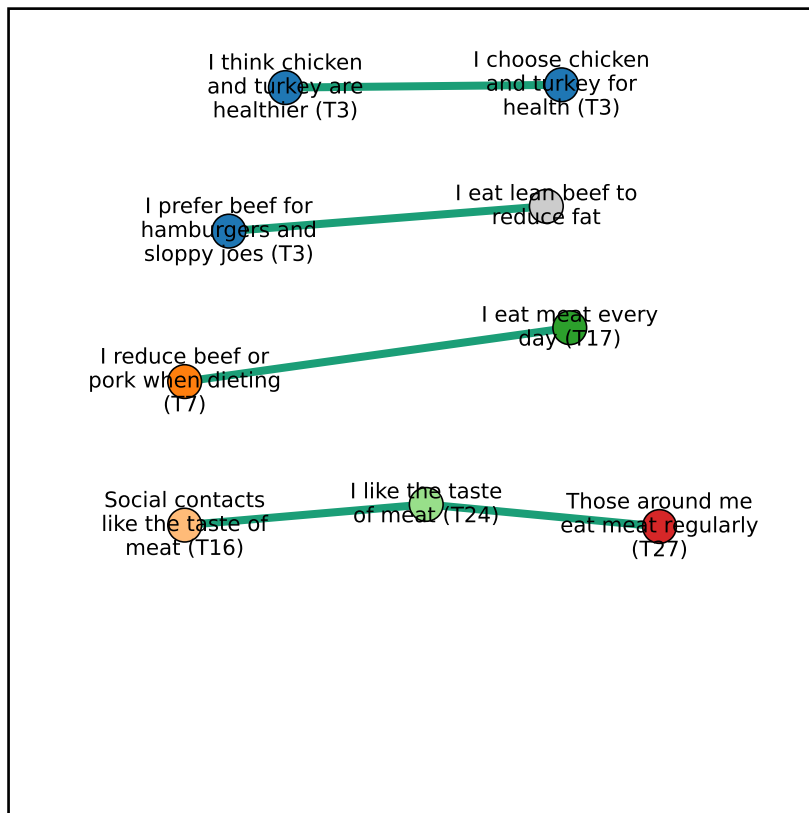 I think chicken
and turkey are
healthier (T3)
I choose chicken
and turkey for
health (T3)
I prefer beef for
hamburgers and
sloppy joes (T3)
I eat lean beef to
reduce fat
I eat meat every
day (T17)
I reduce beef or
pork when dieting
(T7)
Social contacts
like the taste of
meat (T16)
I like the taste
of meat (T24)
Those around me
eat meat regularly
(T27)